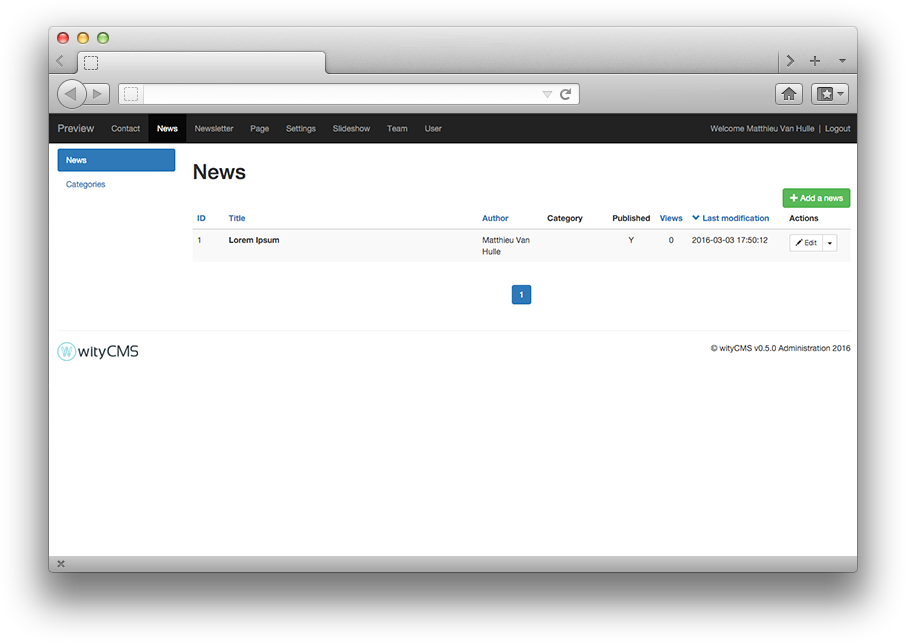 Preview Contact News Newsletter Page Settings Slideshow Team User Welcome Matthieu Van Hulle | Logout
News
Categories
News
Add a news
ID Title Author Category Published Views Last modification Actions
1 Lorem Ipsum Matthieu Van Y 0 2016-03-03 17:50:12 Edit
Hulle
1
W wityCMS © wityCMS v0.5.0 Administration 2016